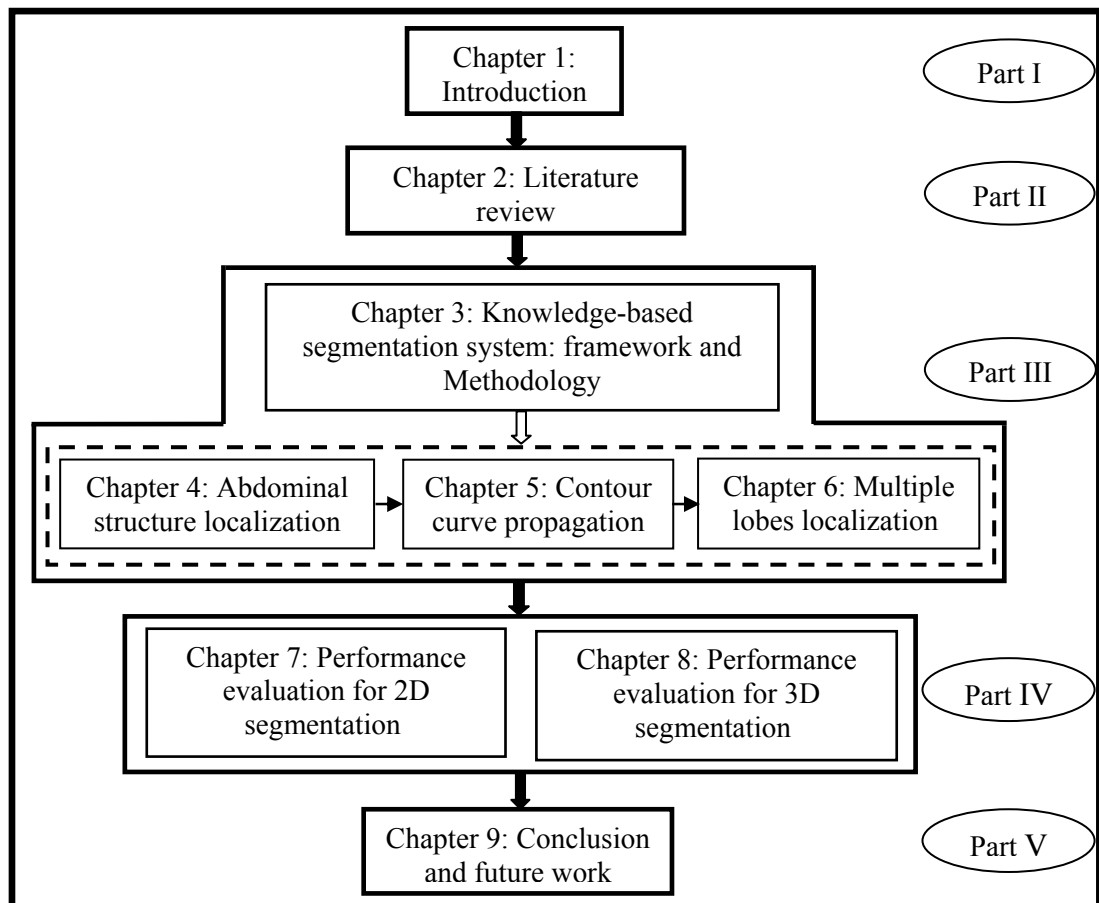 Chapter 1:
Introduction
Part I
Chapter 2: Literature
review
Part II
Chapter 3: Knowledge-based
segmentation system: framework and
Methodology
Part III
Chapter 4: Abdominal
structure localization
Chapter 5: Contour
curve propagation
Chapter 6: Multiple
lobes localization
Chapter 7: Performance
evaluation for 2D
segmentation
Chapter 8: Performance
evaluation for 3D
segmentation
Part IV
Chapter 9: Conclusion
and future work
Part V